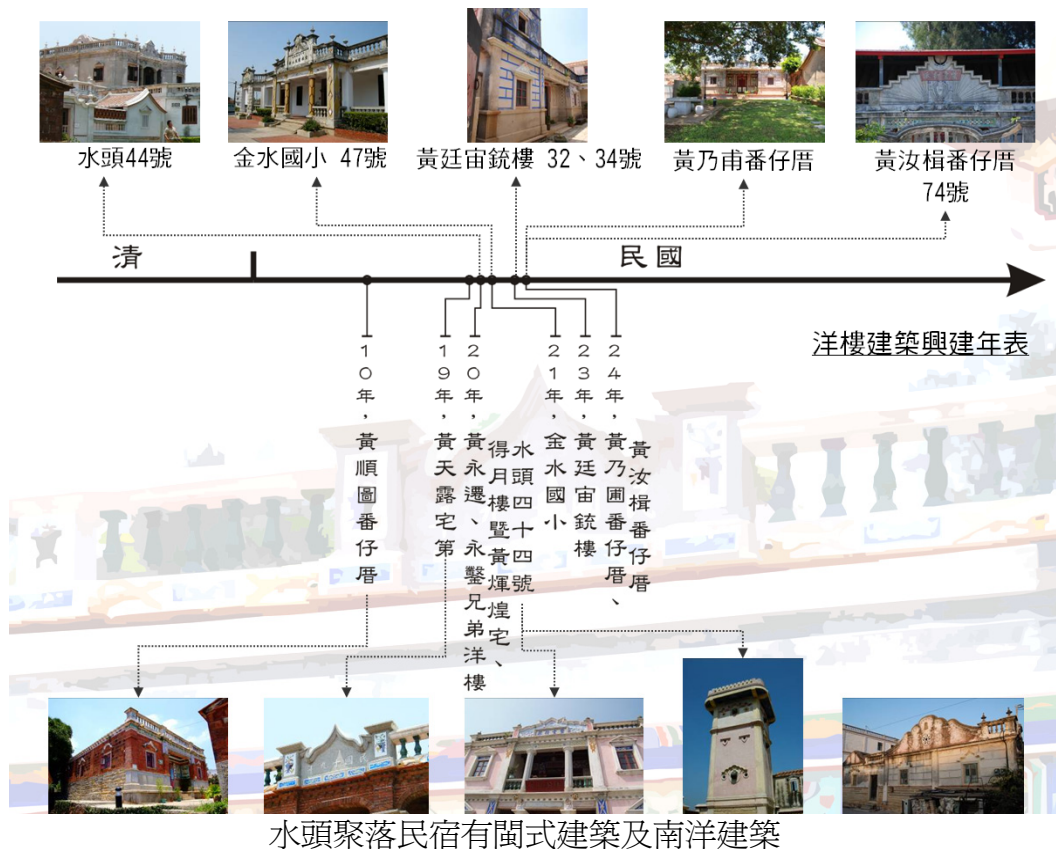 水頭44號
金水國小 47號
黃廷宙銃樓 32、34號
黃乃甫番仔厝
黃汝楫番仔厝
74號
清
民國
洋樓建築興建年表
10年，黃順圖番仔厝
19年，黃天露宅第
20年，黃永遷、永鑿兄弟洋樓
得月樓暨黃煇煌宅、
水頭四十四號
21年，金水國小
23年，黃廷宙銃樓
24年，黃乃圃番仔厝、
黃汝楫番仔厝
水頭聚落民宿有閩式建築及南洋建築